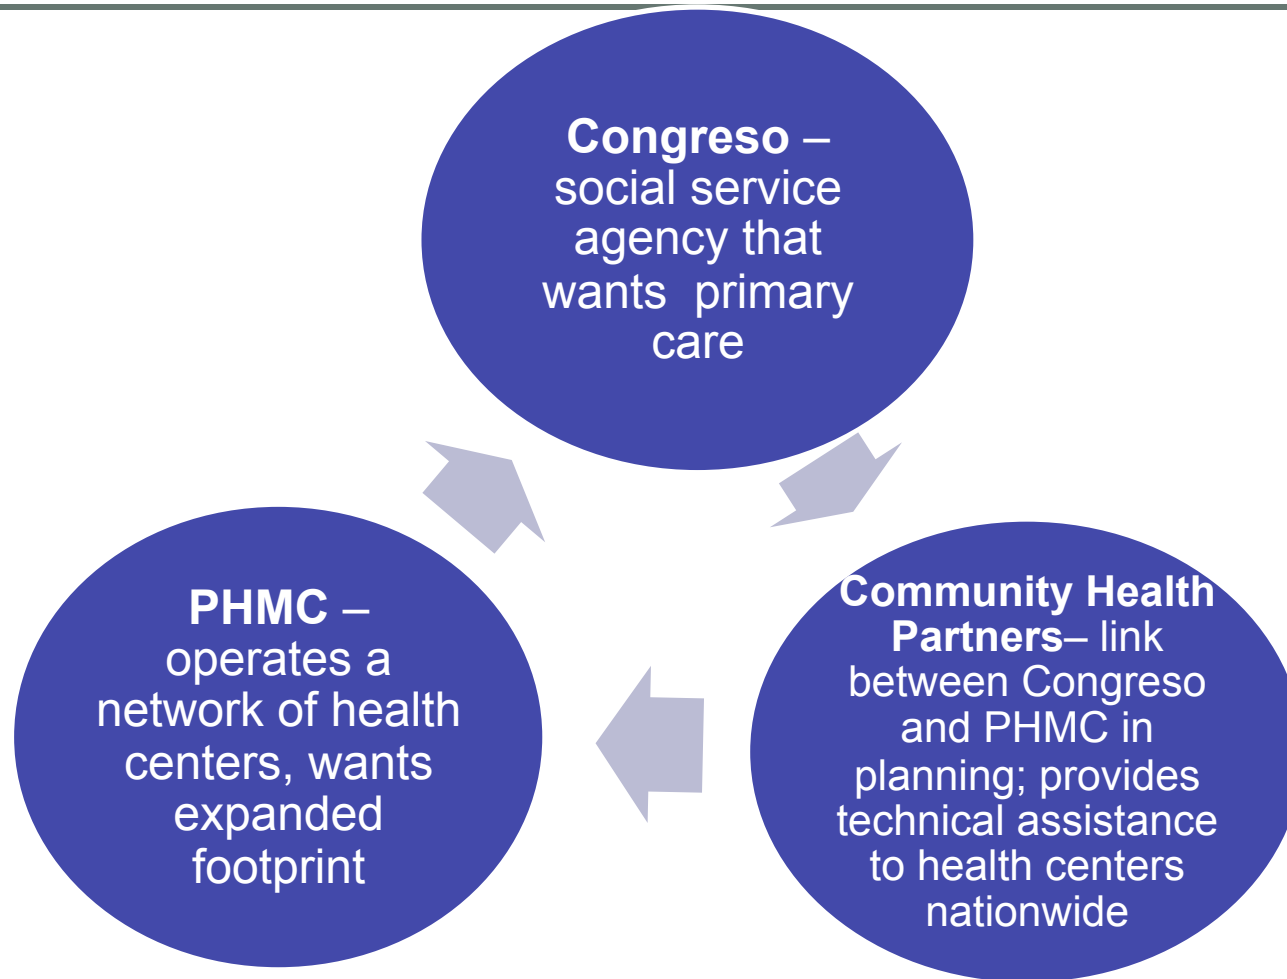 Congreso –
social service
agency that
wants  primary
care
PHMC –
operates a
network of health
centers, wants
expanded
footprint
Community Health
Partners– link
between Congreso
and PHMC in
planning; provides
technical assistance
to health centers
nationwide